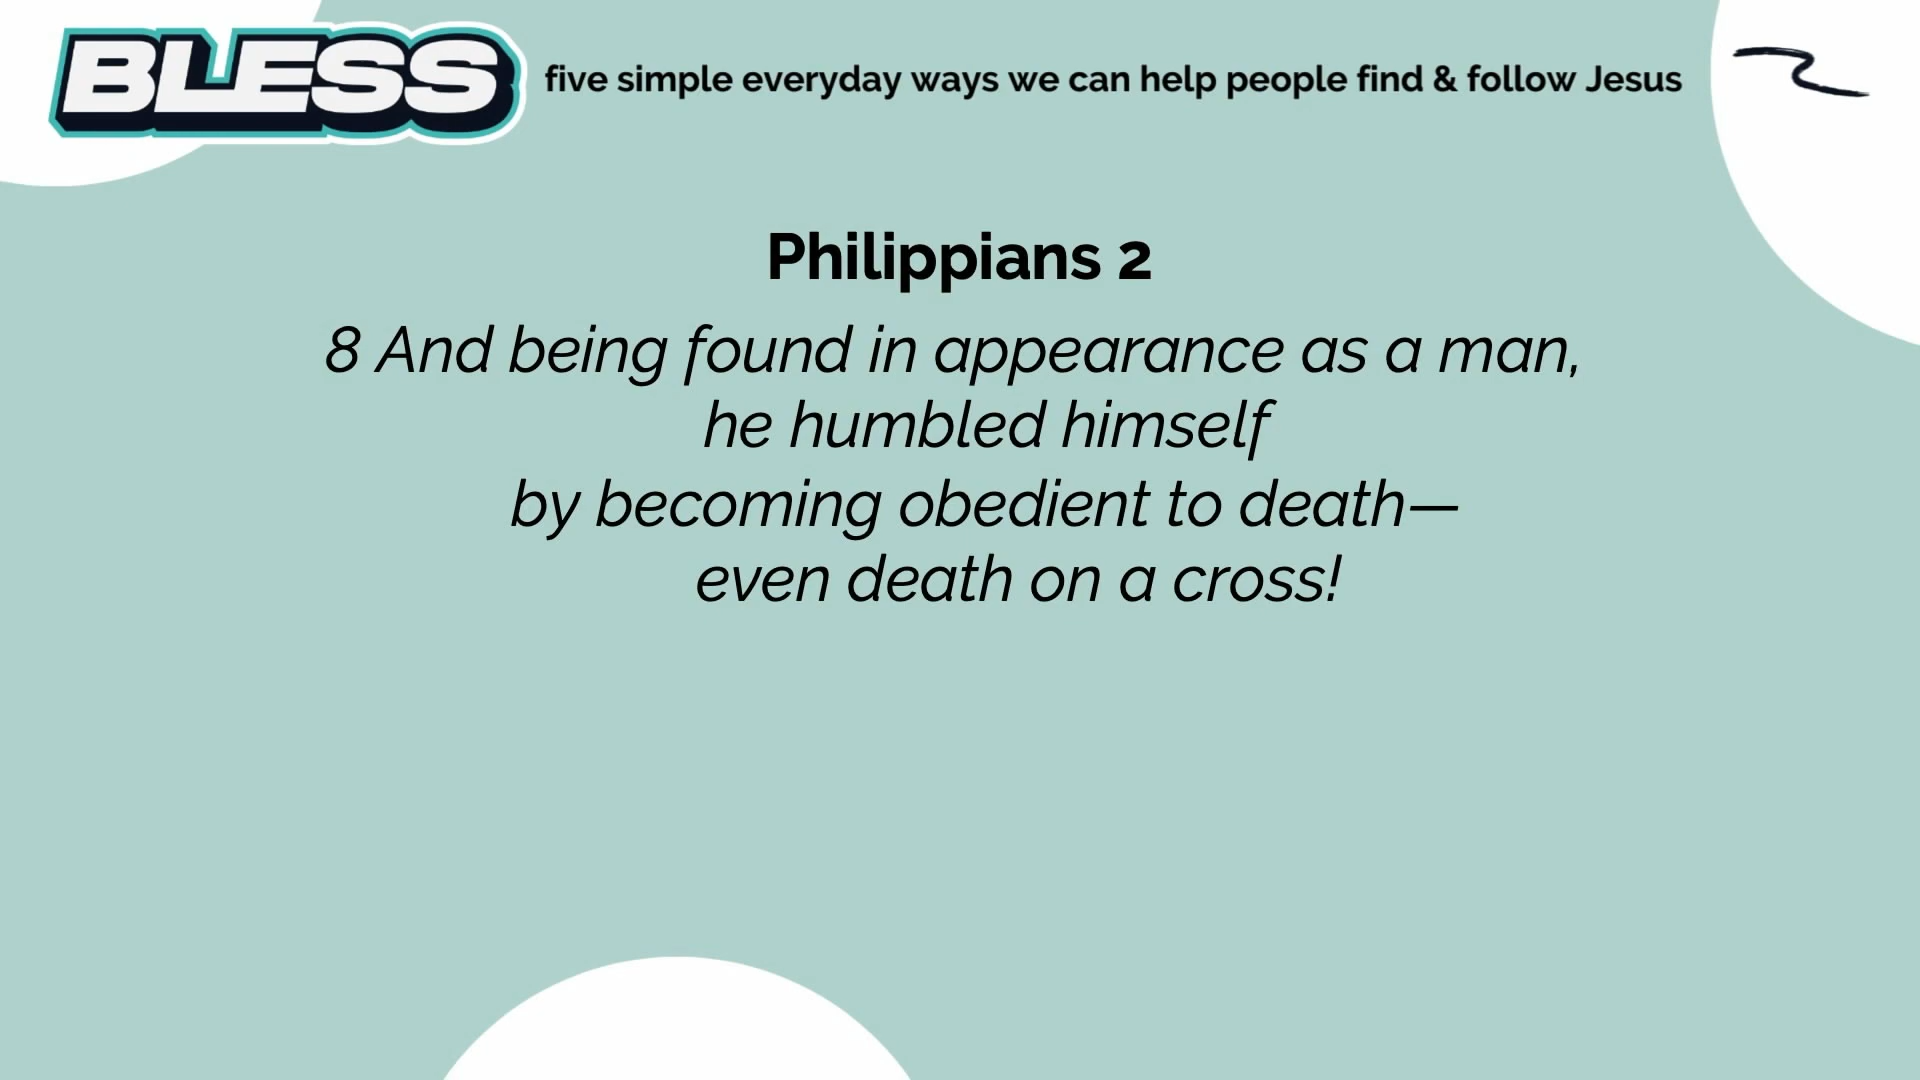 BLESS five simple everyday ways we can help people find & follow Jesus
Philippians 2
8 And being found in appearance as a man,
he humbled himself
by becoming obedient to death—
even death on a cross!